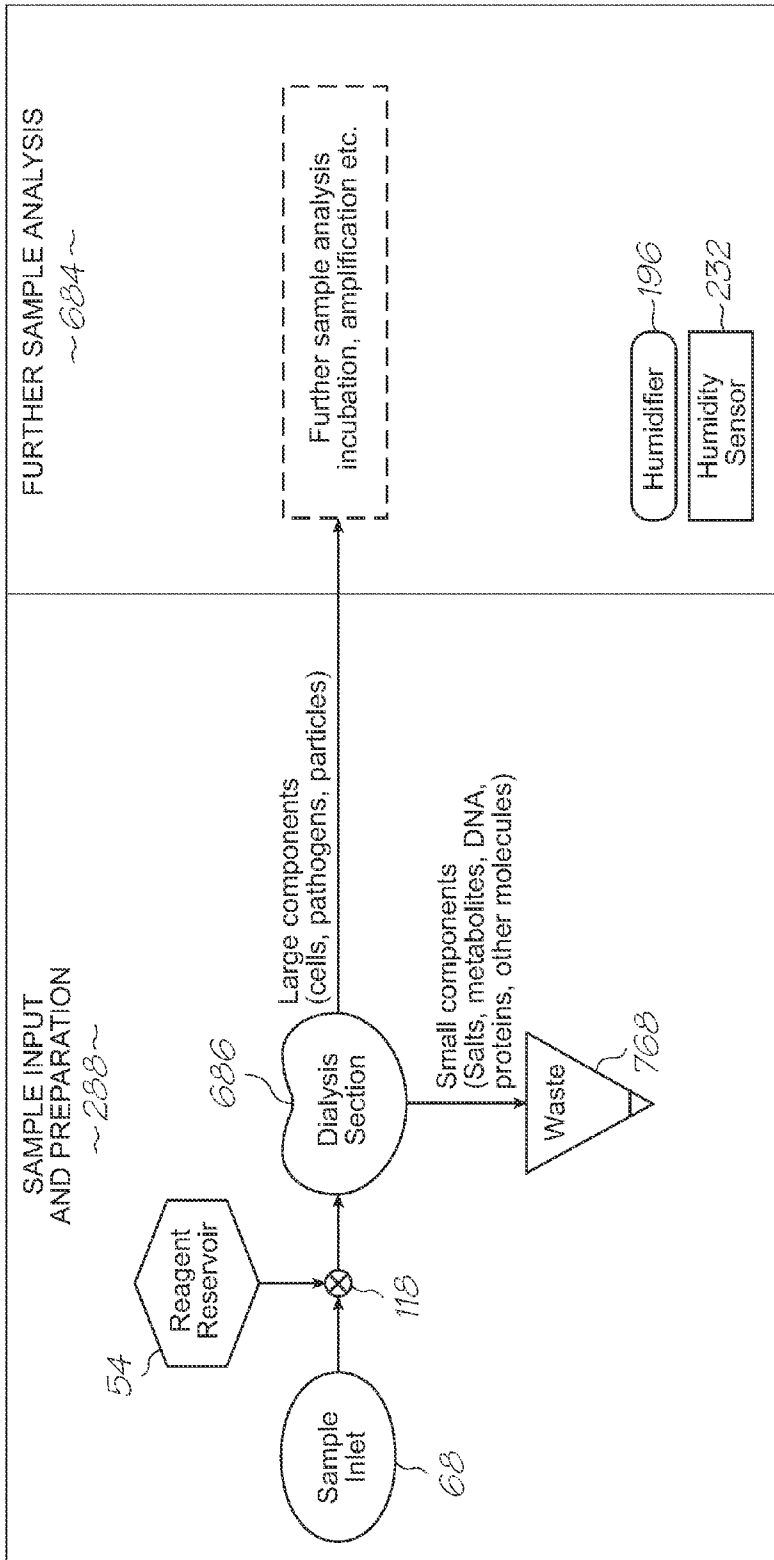 SAMPLE INPUT
AND PREPARATION
~288~
FURTHER SAMPLE ANALYSIS
~684~
54
Reagent
Reservoir
686
Sample
Inlet
68
118
Dialysis
Section
Large components
(cells, pathogens, particles)
Further sample analysis
incubation, amplification etc.
Small components
(Salts, metabolites, DNA,
proteins, other molecules)
Waste
768
Humidifier
~196
Humidity
Sensor
~232